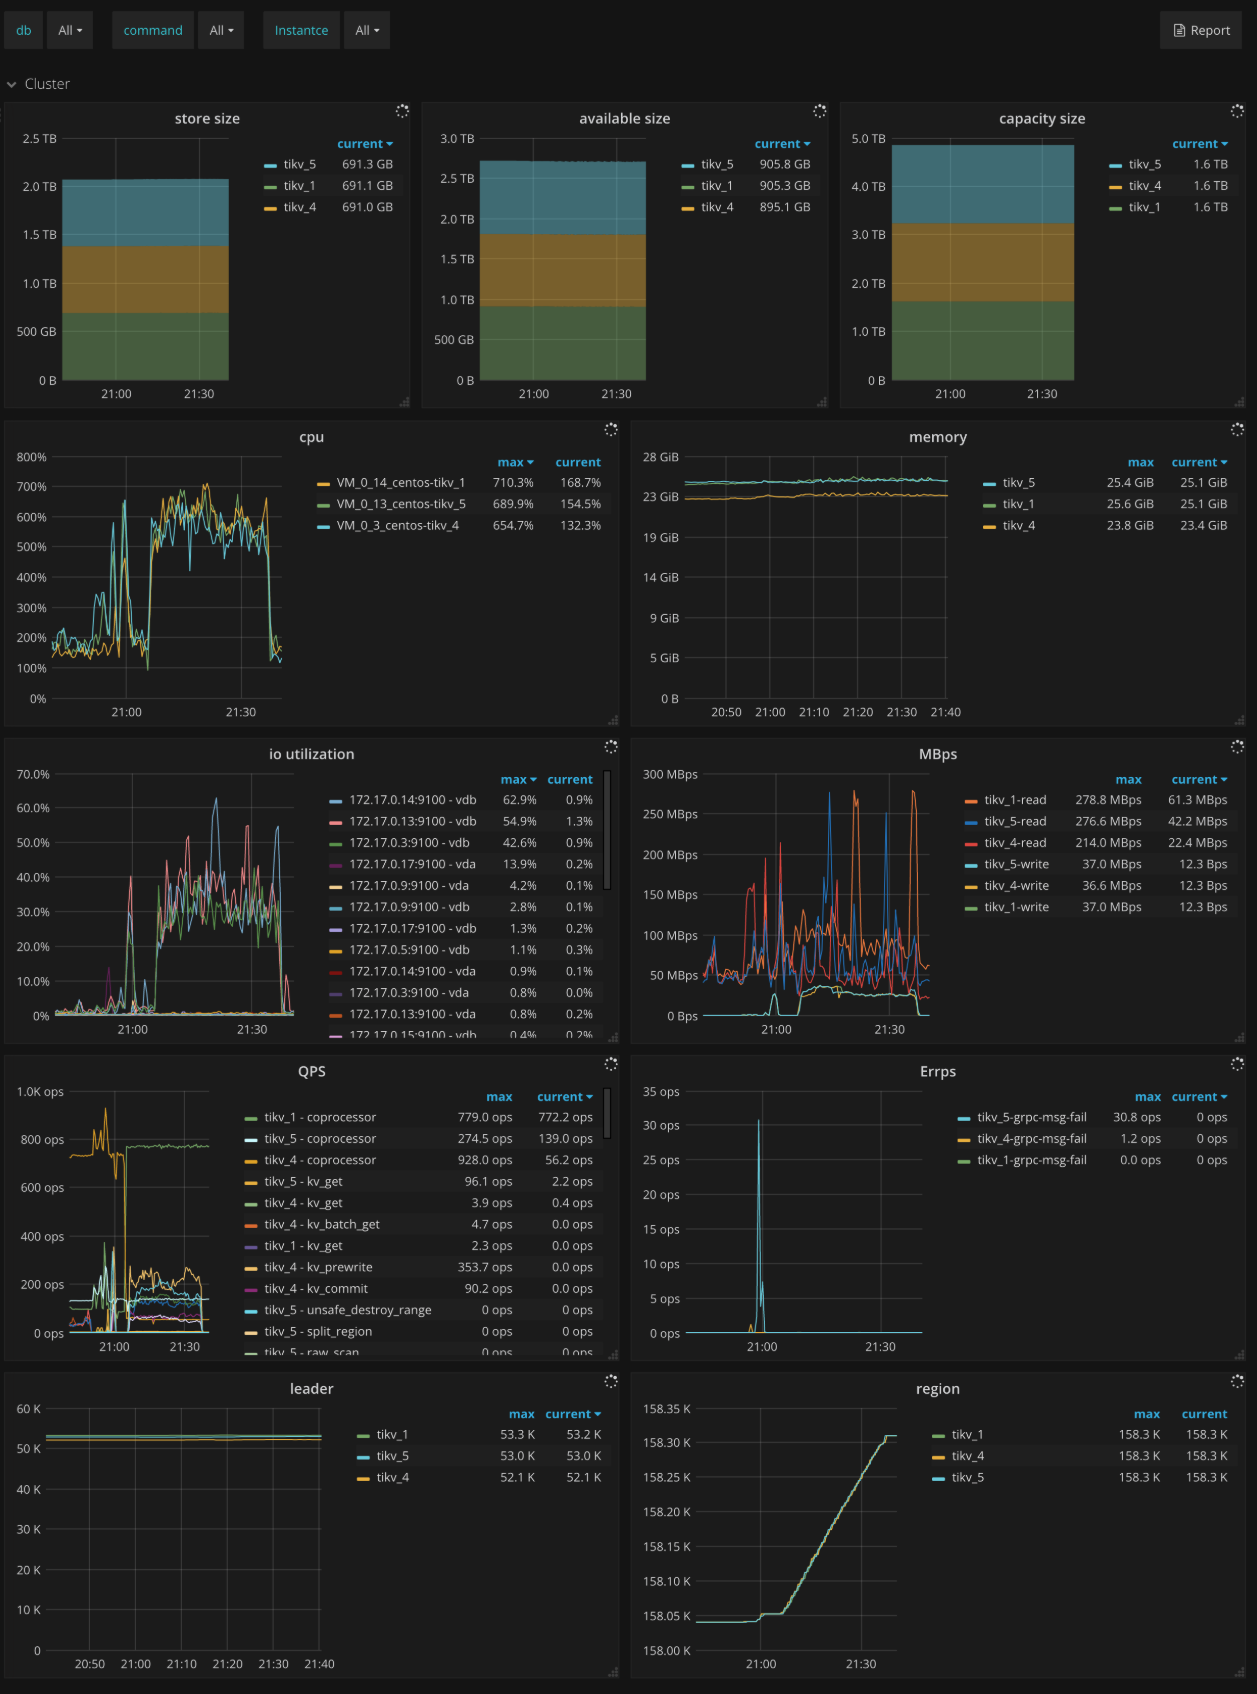 db All command All Instantce All Report
Cluster
store size
2.5 TB
2.0 TB
1.5 TB
1.0 TB
500 GB
0 B
21:00 21:30
current
tikv_5 691.3 GB
tikv_1 691.1 GB
tikv_4 691.0 GB
available size
3.0 TB
2.5 TB
2.0 TB
1.5 TB
1.0 TB
500 GB
0 B
21:00 21:30
current
tikv_5 905.8 GB
tikv_1 905.3 GB
tikv_4 895.1 GB
capacity size
5.0 TB
4.0 TB
3.0 TB
2.0 TB
1.0 TB
0 B
21:00 21:30
current
tikv_5 1.6 TB
tikv_4 1.6 TB
tikv_1 1.6 TB
cpu
800%
700%
600%
500%
400%
300%
200%
100%
0%
21:00 21:30
max current
VM_0_14_centos-tikv_1 710.3% 168.7%
VM_0_13_centos-tikv_5 689.9% 154.5%
VM_0_3_centos-tikv_4 654.7% 132.3%
memory
28 GiB
23 GiB
19 GiB
14 GiB
9 GiB
5 GiB
0 B
20:50 21:00 21:10 21:20 21:30 21:40
max current
tikv_5 25.4 GiB 25.1 GiB
tikv_1 25.6 GiB 25.1 GiB
tikv_4 23.8 GiB 23.4 GiB
io utilization
70.0%
60.0%
50.0%
40.0%
30.0%
20.0%
10.0%
0%
21:00 21:30
max current
172.17.0.14:9100 - vdb 62.9% 0.9%
172.17.0.13:9100 - vdb 54.9% 1.3%
172.17.0.3:9100 - vdb 42.6% 0.9%
172.17.0.17:9100 - vda 13.9% 0.2%
172.17.0.9:9100 - vda 4.2% 0.1%
172.17.0.9:9100 - vdb 2.8% 0.1%
172.17.0.17:9100 - vdb 1.3% 0.2%
172.17.0.5:9100 - vdb 1.1% 0.3%
172.17.0.14:9100 - vda 0.9% 0.1%
172.17.0.3:9100 - vda 0.8% 0.0%
172.17.0.13:9100 - vda 0.8% 0.2%
172.17.0.15:9100 - vdb 0.4% 0.2%
MBps
300 MBps
250 MBps
200 MBps
150 MBps
100 MBps
50 MBps
0 Bps
21:00 21:30
max current
tikv_1-read 278.8 MBps 61.3 MBps
tikv_5-read 276.6 MBps 42.2 MBps
tikv_4-read 214.0 MBps 22.4 MBps
tikv_5-write 37.0 MBps 12.3 Bps
tikv_4-write 36.6 MBps 12.3 Bps
tikv_1-write 37.0 MBps 12.3 Bps
QPS
1.0K ops
800 ops
600 ops
400 ops
200 ops
0 ops
21:00 21:30
max current
tikv_1 - coprocessor 779.0 ops 772.2 ops
tikv_5 - coprocessor 274.5 ops 139.0 ops
tikv_4 - coprocessor 928.0 ops 56.2 ops
tikv_5 - kv_get 96.1 ops 2.2 ops
tikv_4 - kv_get 3.9 ops 0.4 ops
tikv_4 - kv_batch_get 4.7 ops 0.0 ops
tikv_1 - kv_get 2.3 ops 0.0 ops
tikv_4 - kv_prewrite 353.7 ops 0.0 ops
tikv_4 - kv_commit 90.2 ops 0.0 ops
tikv_5 - unsafe_destroy_range 0 ops 0 ops
tikv_5 - split_region 0 ops 0 ops
tikv_5 - raw_scan 0 ops 0 ops
Errps
35 ops
30 ops
25 ops
20 ops
15 ops
10 ops
5 ops
0 ops
21:00 21:30
max current
tikv_5-grpc-msg-fail 30.8 ops 0 ops
tikv_4-grpc-msg-fail 1.2 ops 0 ops
tikv_1-grpc-msg-fail 0.0 ops 0 ops
leader
60 K
50 K
40 K
30 K
20 K
10 K
0
20:50 21:00 21:10 21:20 21:30 21:40
max current
tikv_1 53.3 K 53.2 K
tikv_5 53.0 K 53.0 K
tikv_4 52.1 K 52.1 K
region
158.35 K
158.30 K
158.25 K
158.20 K
158.15 K
158.10 K
158.05 K
158.00 K
21:00 21:30
max current
tikv_1 158.3 K 158.3 K
tikv_4 158.3 K 158.3 K
tikv_5 158.3 K 158.3 K